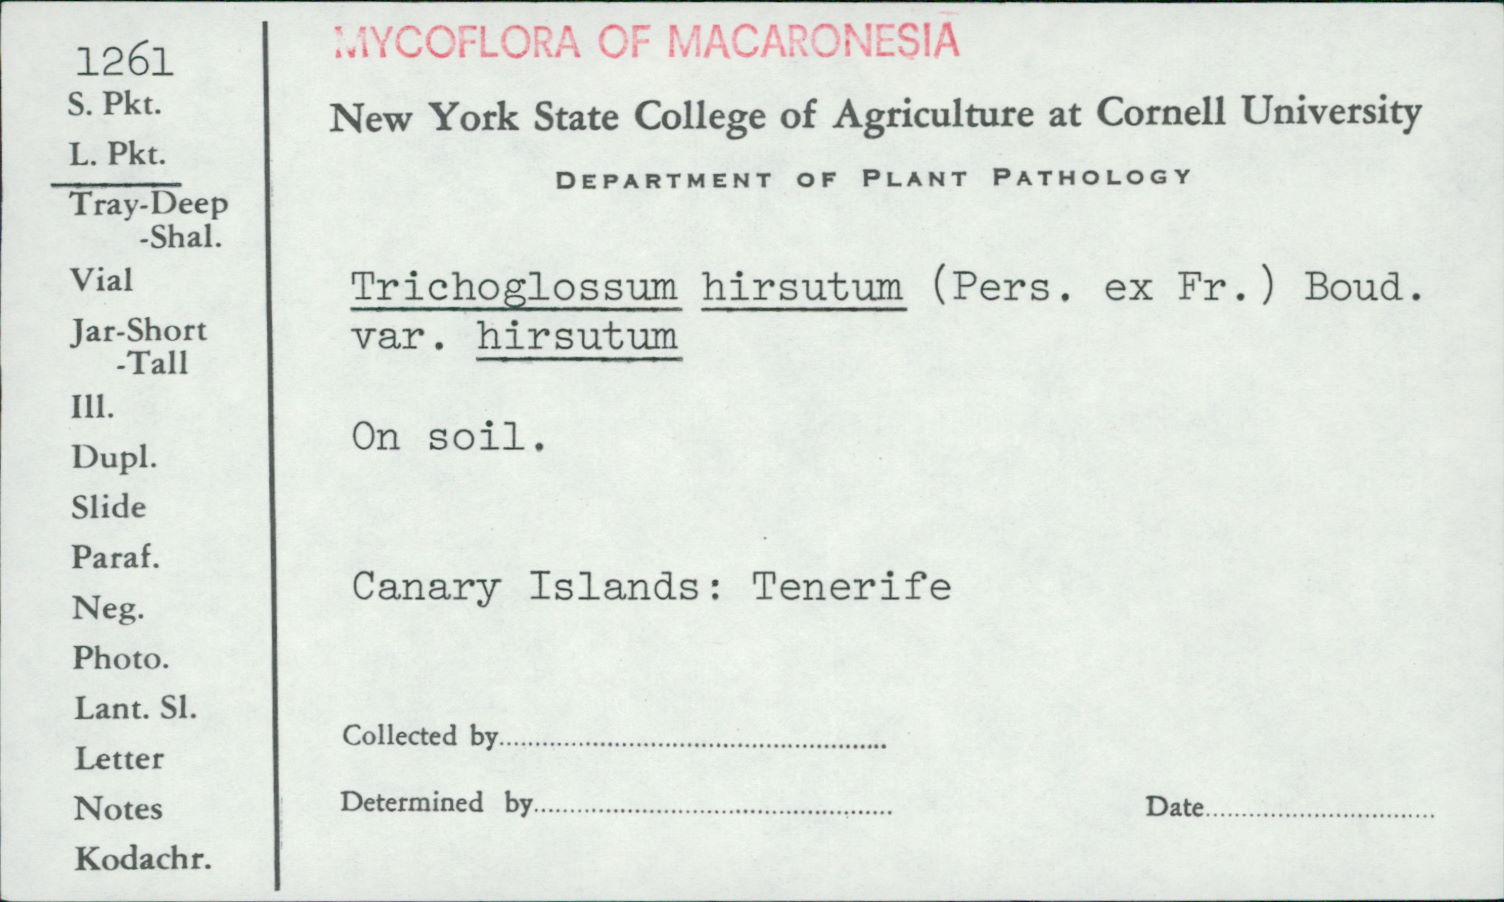 1261
S. Pkt.
L. Pkt.
Tray-Deep
-Shal.
Vial
Jar-Short
-Tall
Ill.
Dupl.
Slide
Paraf.
Neg.
Photo.
Lant. Sl.
Letter
Notes
Kodachr.
MYCOFLORA OF MACARONESIA
New York State College of Agriculture at Cornell University
DEPARTMENT OF PLANT PATHOLOGY
Trichoglossum hirsutum (Pers. ex Fr.) Boud.
var. hirsutum
On soil.
Canary Islands: Tenerife
Collected by
Determined by
Date